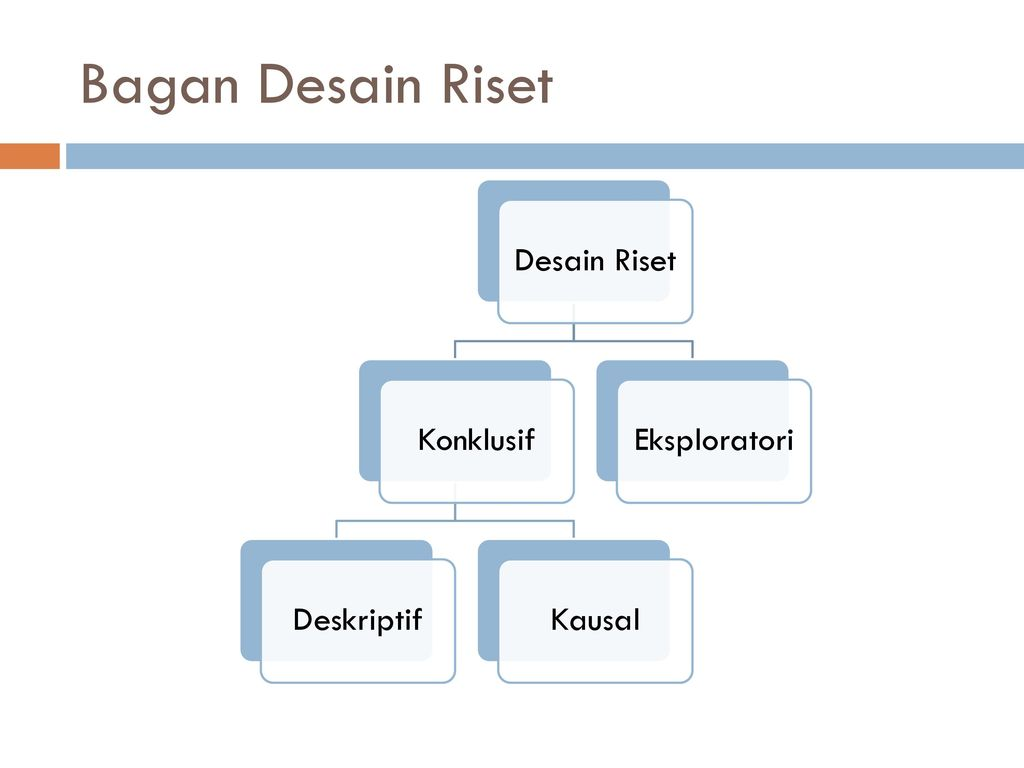 Bagan Desain Riset
Desain Riset
Konklusif
Eksploratori
Deskriptif
Kausal